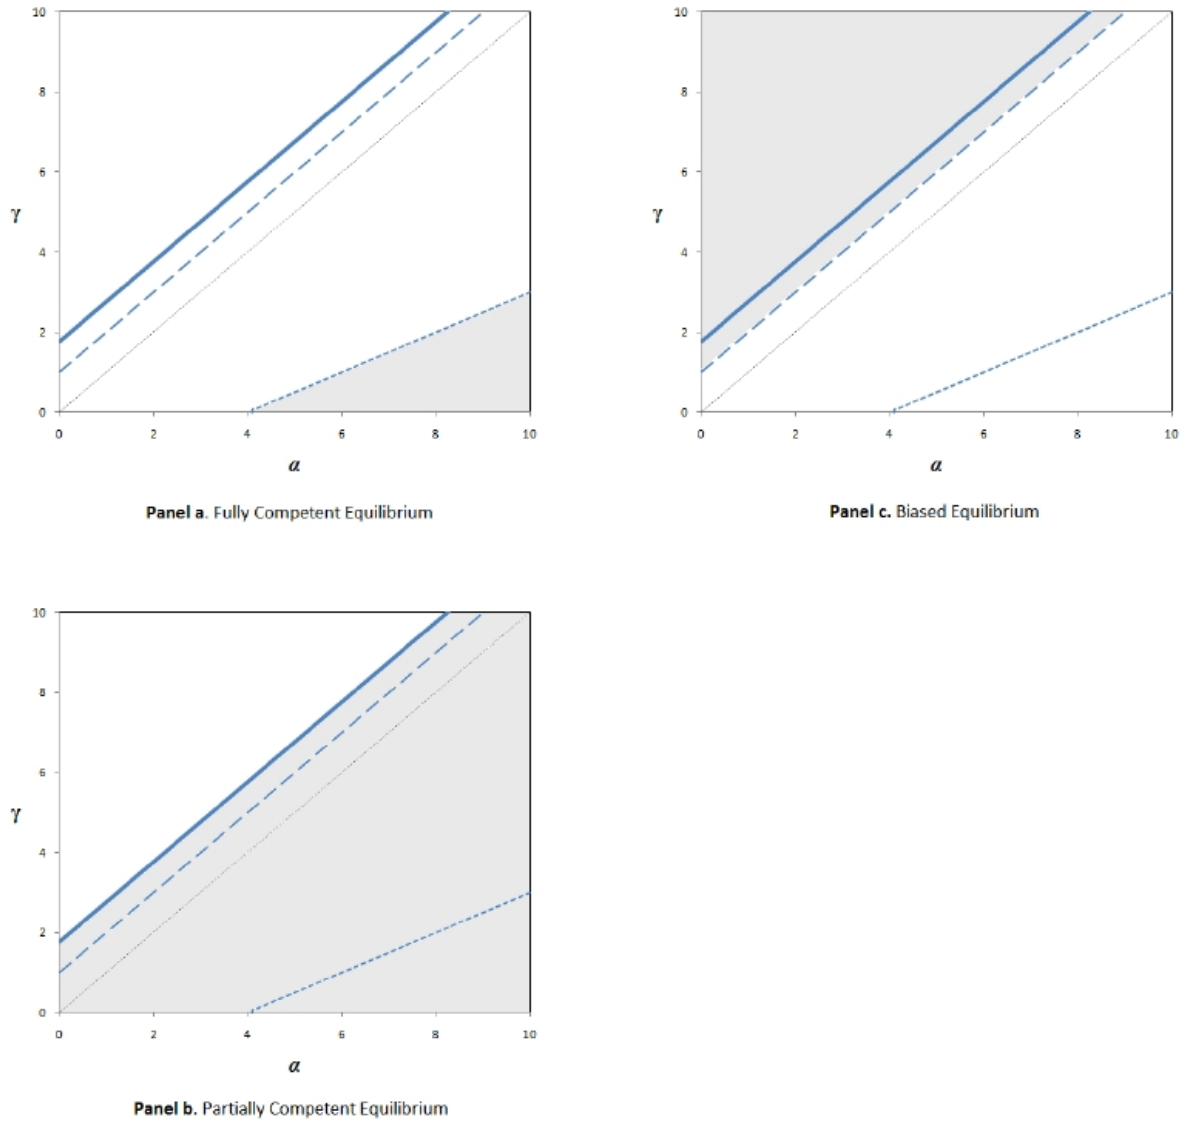 10
8
6
γ
4
2
0
0 2 4 6 8 10
α
Panel a. Fully Competent Equilibrium
10
8
6
γ
4
2
0
0 2 4 6 8 10
α
Panel c. Biased Equilibrium
10
8
6
γ
4
2
0
0 2 4 6 8 10
α
Panel b. Partially Competent Equilibrium